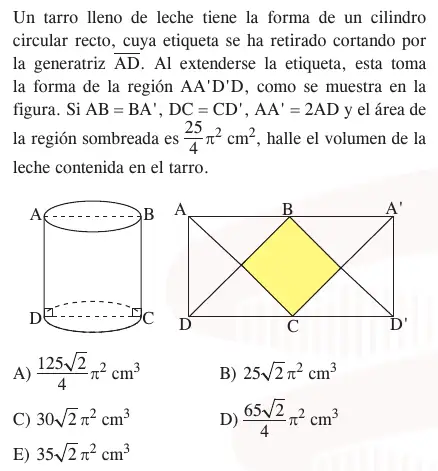 Un tarro lleno de leche tiene la forma de un cilindro
circular recto, cuya etiqueta se ha retirado cortando por
la generatriz A̅D̅. Al extenderse la etiqueta, esta toma
la forma de la región AA'D'D, como se muestra en la
figura. Si AB = BA', DC = CD', AA' = 2AD y el área de
la región sombreada es 25/4 π² cm², halle el volumen de la
leche contenida en el tarro.
A B A B A'
D C D C D'
A) 125√2/4 π² cm³ B) 25√2 π² cm³
C) 30√2 π² cm³ D) 65√2/4 π² cm³
E) 35√2 π² cm³